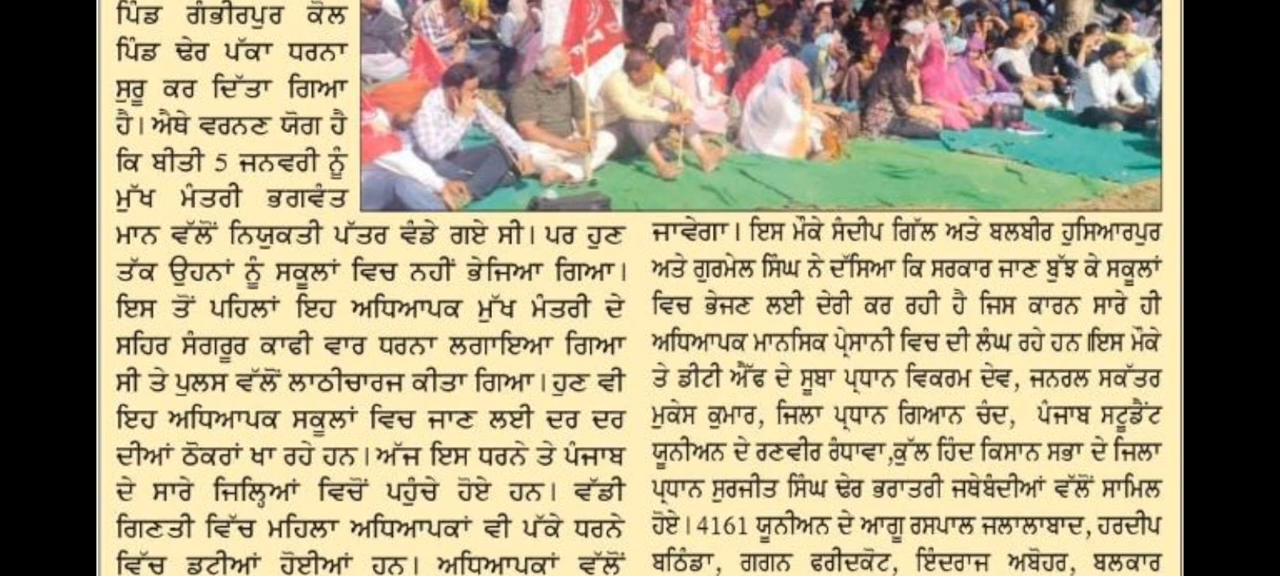 ਪਿੰਡ ਗੰਭੀਰਪੁਰ ਕੋਲ
ਪਿੰਡ ਢੇਰ ਪੱਕਾ ਧਰਨਾ
ਸੁਰੂ ਕਰ ਦਿੱਤਾ ਗਿਆ
ਹੈ। ਐਥੇ ਵਰਨਣ ਯੋਗ ਹੈ
ਕਿ ਬੀਤੀ 5 ਜਨਵਰੀ ਨੂੰ
ਮੁੱਖ ਮੰਤਰੀ ਭਗਵੰਤ
ਮਾਨ ਵੱਲੋਂ ਨਿਯੁਕਤੀ ਪੱਤਰ ਵੰਡੇ ਗਏ ਸੀ। ਪਰ ਹੁਣ
ਤੱਕ ਉਹਨਾਂ ਨੂੰ ਸਕੂਲਾਂ ਵਿਚ ਨਹੀਂ ਭੇਜਿਆ ਗਿਆ।
ਇਸ ਤੋਂ ਪਹਿਲਾਂ ਇਹ ਅਧਿਆਪਕ ਮੁੱਖ ਮੰਤਰੀ ਦੇ
ਸਹਿਰ ਸੰਗਰੂਰ ਕਾਫੀ ਵਾਰ ਧਰਨਾ ਲਗਾਇਆ ਗਿਆ
ਸੀ ਤੇ ਪੁਲਸ ਵੱਲੋਂ ਲਾਠੀਚਾਰਜ ਕੀਤਾ ਗਿਆ। ਹੁਣ ਵੀ
ਇਹ ਅਧਿਆਪਕ ਸਕੂਲਾਂ ਵਿਚ ਜਾਣ ਲਈ ਦਰ ਦਰ
ਦੀਆਂ ਠੋਕਰਾਂ ਖਾ ਰਹੇ ਹਨ। ਅੱਜ ਇਸ ਧਰਨੇ ਤੇ ਪੰਜਾਬ
ਦੇ ਸਾਰੇ ਜਿਲ੍ਹਿਆਂ ਵਿਚੋਂ ਪਹੁੰਚੇ ਹੋਏ ਹਨ। ਵੱਡੀ
ਗਿਣਤੀ ਵਿੱਚ ਮਹਿਲਾ ਅਧਿਆਪਕਾਂ ਵੀ ਪੱਕੇ ਧਰਨੇ
ਵਿੱਚ ਡਟੀਆਂ ਹੋਈਆਂ ਹਨ। ਅਧਿਆਪਕਾਂ ਵੱਲੋਂ
ਜਾਵੇਗਾ। ਇਸ ਮੌਕੇ ਸੰਦੀਪ ਗਿੱਲ ਅਤੇ ਬਲਬੀਰ ਹੁਸਿਆਰਪੁਰ
ਅਤੇ ਗੁਰਮੇਲ ਸਿੰਘ ਨੇ ਦੱਸਿਆ ਕਿ ਸਰਕਾਰ ਜਾਣ ਬੁੱਝ ਕੇ ਸਕੂਲਾਂ
ਵਿਚ ਭੇਜਣ ਲਈ ਦੇਰੀ ਕਰ ਰਹੀ ਹੈ ਜਿਸ ਕਾਰਨ ਸਾਰੇ ਹੀ
ਅਧਿਆਪਕ ਮਾਨਸਿਕ ਪ੍ਰੇਸਾਨੀ ਵਿਚ ਦੀ ਲੰਘ ਰਹੇ ਹਨ।ਇਸ ਮੌਕੇ
ਤੇ ਡੀਟੀ ਐੱਫ ਦੇ ਸੂਬਾ ਪ੍ਰਧਾਨ ਵਿਕਰਮ ਦੇਵ, ਜਨਰਲ ਸਕੱਤਰ
ਮੁਕੇਸ ਕੁਮਾਰ, ਜਿਲਾ ਪ੍ਰਧਾਨ ਗਿਆਨ ਚੰਦ, ਪੰਜਾਬ ਸਟੂਡੈਂਟ
ਯੂਨੀਅਨ ਦੇ ਰਣਵੀਰ ਰੰਧਾਵਾ,ਕੁੱਲ ਹਿੰਦ ਕਿਸਾਨ ਸਭਾ ਦੇ ਜਿਲਾ
ਪ੍ਰਧਾਨ ਸੁਰਜੀਤ ਸਿੰਘ ਢੇਰ ਭਰਾਤਰੀ ਜਥੇਬੰਦੀਆਂ ਵੱਲੋਂ ਸਾਮਿਲ
ਹੋਏ। 4161 ਯੂਨੀਅਨ ਦੇ ਆਗੂ ਰਸਪਾਲ ਜਲਾਲਾਬਾਦ, ਹਰਦੀਪ
ਬਠਿੰਡਾ, ਗਗਨ ਫਰੀਦਕੋਟ, ਇੰਦਰਾਜ ਅਬੋਹਰ, ਬਲਕਾਰ